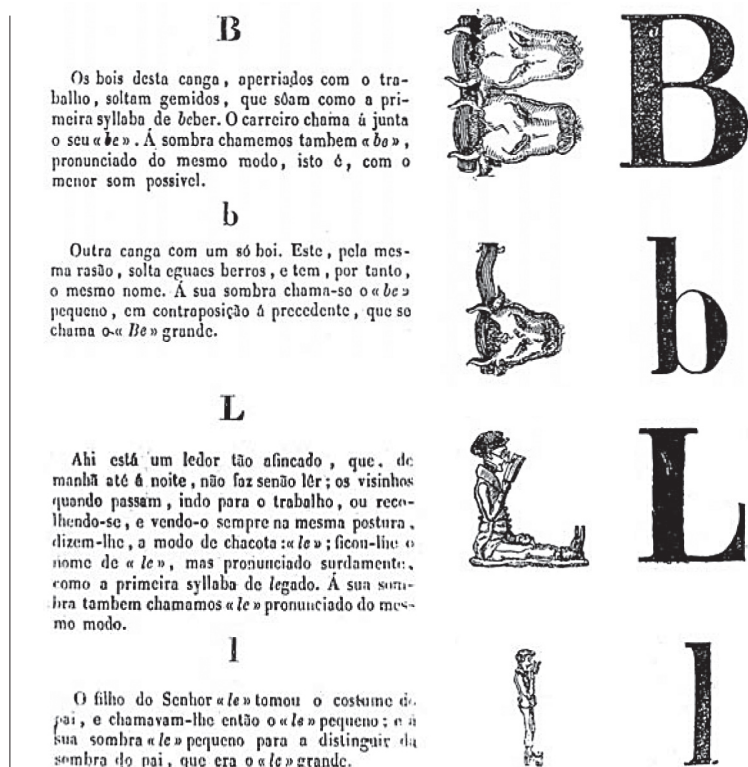 B
Os bois desta canga, aperriados com o tra-
balho, soltam gemidos, que sôam como a pri-
meira syllaba de beber. O carreiro chama á junta
o seu «be». Á sombra chamemos tambem «be»,
pronunciado do mesmo modo, isto é, com o
menor som possivel.
B
b
Outra canga com um só boi. Este, pela mes-
ma rasão, solta eguaes berros, e tem, por tanto,
o mesmo nome. Á sua sombra chama-se o «be»
pequeno, em contraposição á precedente, que se
chama o «Be» grande.
b
L
Ahi está um ledor tão afincado, que, de
manhã até á noite, não faz senão lêr; os visinhos
quando passam, indo para o trabalho, ou reco-
lhendo-se, e vendo-o sempre na mesma postura,
dizem-lhe, a modo de chacota: «le»; ficou-lhe o
nome de «le», mas pronunciado surdamente,
como a primeira syllaba de legado. Á sua som-
bra tambem chamamos «le» pronunciado do mes-
mo modo.
L
l
O filho do Senhor «le» tomou o costume do
pai, e chamavam-lhe então o «le» pequeno; e á
sua sombra «le» pequeno para a distinguir da
sombra do pai, que era o «le» grande.
l